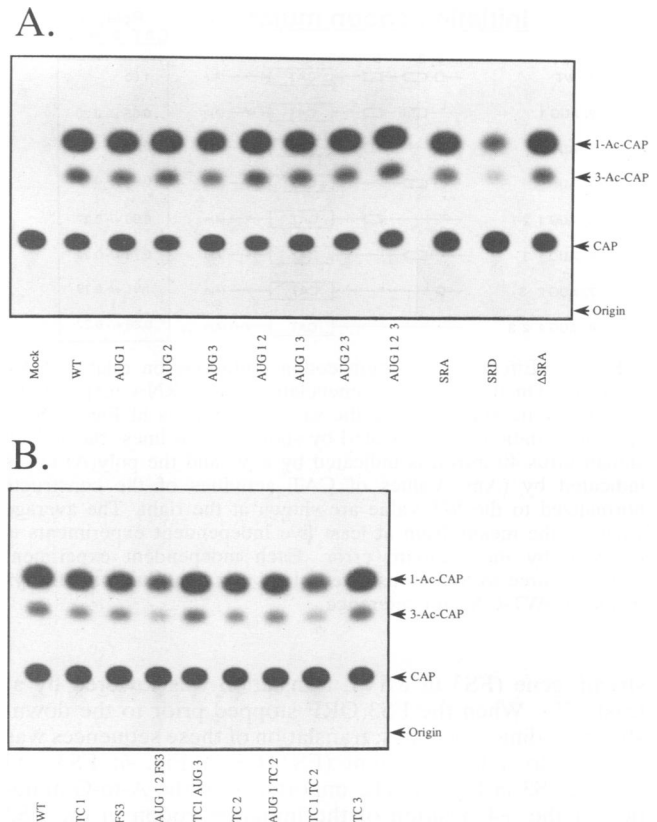 A.
1-Ac-CAP
3-Ac-CAP
CAP
Origin
Mock
WT
AUG 1
AUG 2
AUG 3
AUG 1 2
AUG 1 3
AUG 2 3
AUG 1 2 3
SRA
SRD
ΔSRA
B.
1-Ac-CAP
3-Ac-CAP
CAP
Origin
WT
TC 1
FS3
AUG 1 2 FS3
TC1 AUG 3
TC 2
AUG 1 TC 2
TC 1 TC 2
TC 3